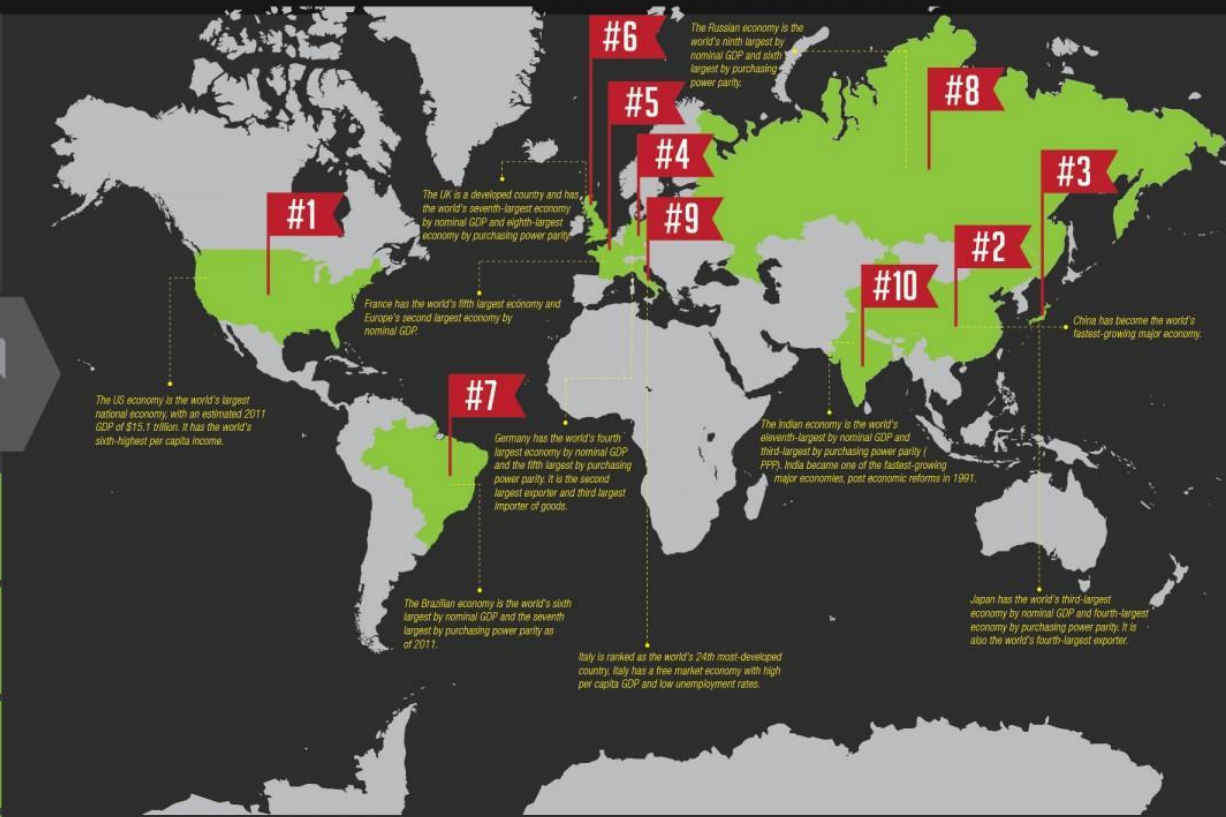 #6
The Russian economy is the
world's ninth largest by
nominal GDP and sixth
largest by purchasing
power parity.
#8
#5
#4
#3
The UK is a developed country and has
the world's seventh-largest economy
by nominal GDP and eighth-largest
economy by purchasing power parity.
#1
#9
#2
#10
France has the world's fifth largest economy and
Europe's second largest economy by
nominal GDP.
China has become the world's
fastest-growing major economy.
The US economy is the world's largest
national economy, with an estimated 2011
GDP of $15.1 trillion. It has the world's
sixth-highest per capita income.
#7
Germany has the world's fourth
largest economy by nominal GDP
and the fifth largest by purchasing
power parity. It is the second
largest exporter and third largest
importer of goods.
The Indian economy is the world's
eleventh-largest by nominal GDP and
third-largest by purchasing power parity (
PPP). India became one of the fastest-growing
major economies, post economic reforms in 1991.
The Brazilian economy is the world's sixth
largest by nominal GDP and the seventh
largest by purchasing power parity as
of 2011.
Japan has the world's third-largest
economy by nominal GDP and fourth-largest
economy by purchasing power parity. It is
also the world's fourth-largest exporter.
Italy is ranked as the world's 24th most-developed
country. Italy has a free market economy with high
per capita GDP and low unemployment rates.